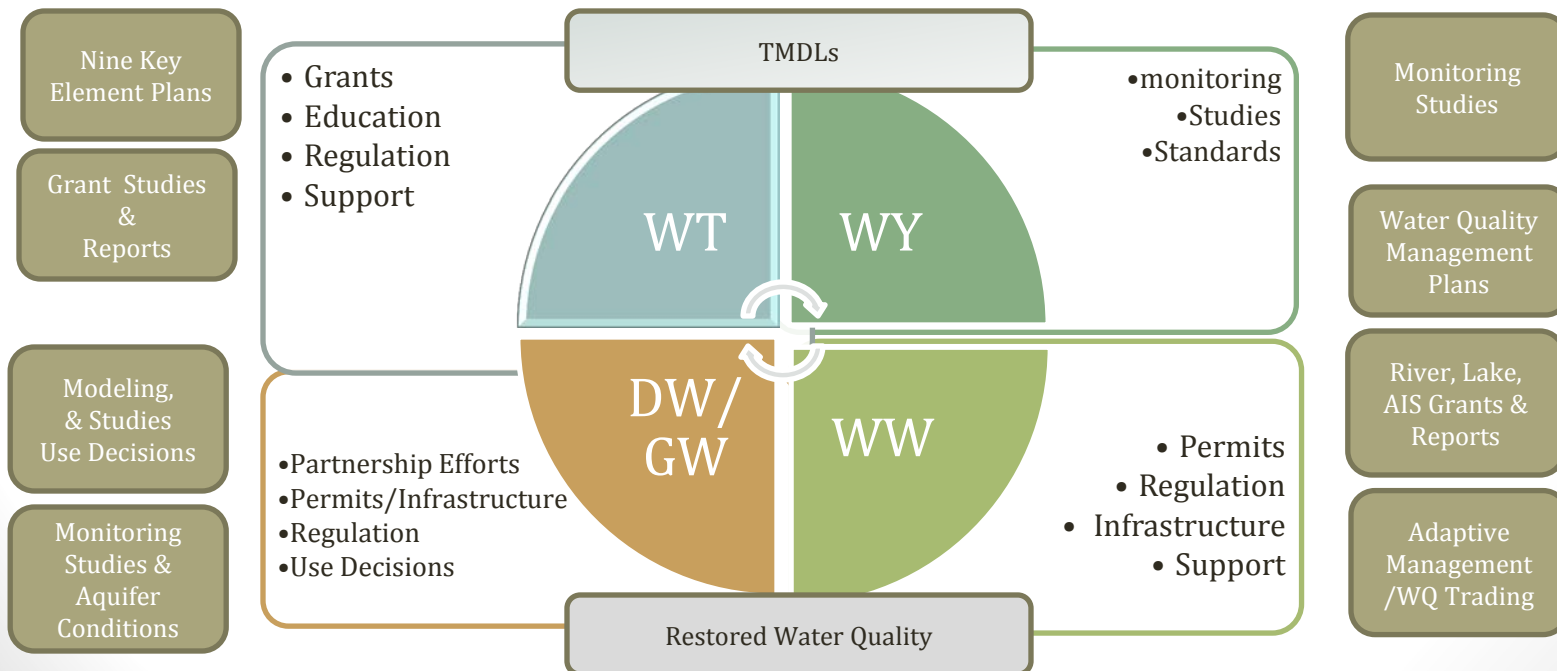 Nine Key
Element Plans
Grant Studies
&
Reports
Modeling,
& Studies
Use Decisions
Monitoring
Studies &
Aquifer
Conditions
• Grants
• Education
• Regulation
• Support
•Partnership Efforts
•Permits/Infrastructure
•Regulation
•Use Decisions
TMDLs
WT
WY
DW/
GW
WW
Restored Water Quality
•monitoring
•Studies
•Standards
• Permits
• Regulation
• Infrastructure
• Support
Monitoring
Studies
Water Quality
Management
Plans
River, Lake,
AIS Grants &
Reports
Adaptive
Management
/WQ Trading